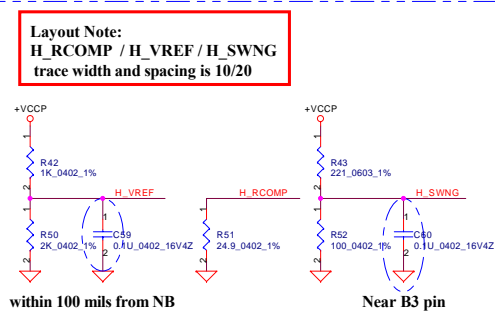 Layout Note:
H_RCOMP / H_VREF / H_SWNG
trace width and spacing is 10/20
+VCCP
+VCCP
1
R42
1K_0402_1%
2
1
R43
221_0603_1%
2
H_VREF
H_RCOMP
H_SWNG
1
R50
2K_0402_1%
2
1
C59
0.1U_0402_16V4Z
2
1
R51
24.9_0402_1%
2
1
R52
100_0402_1%
2
1
C60
0.1U_0402_16V4Z
2
within 100 mils from NB
Near B3 pin